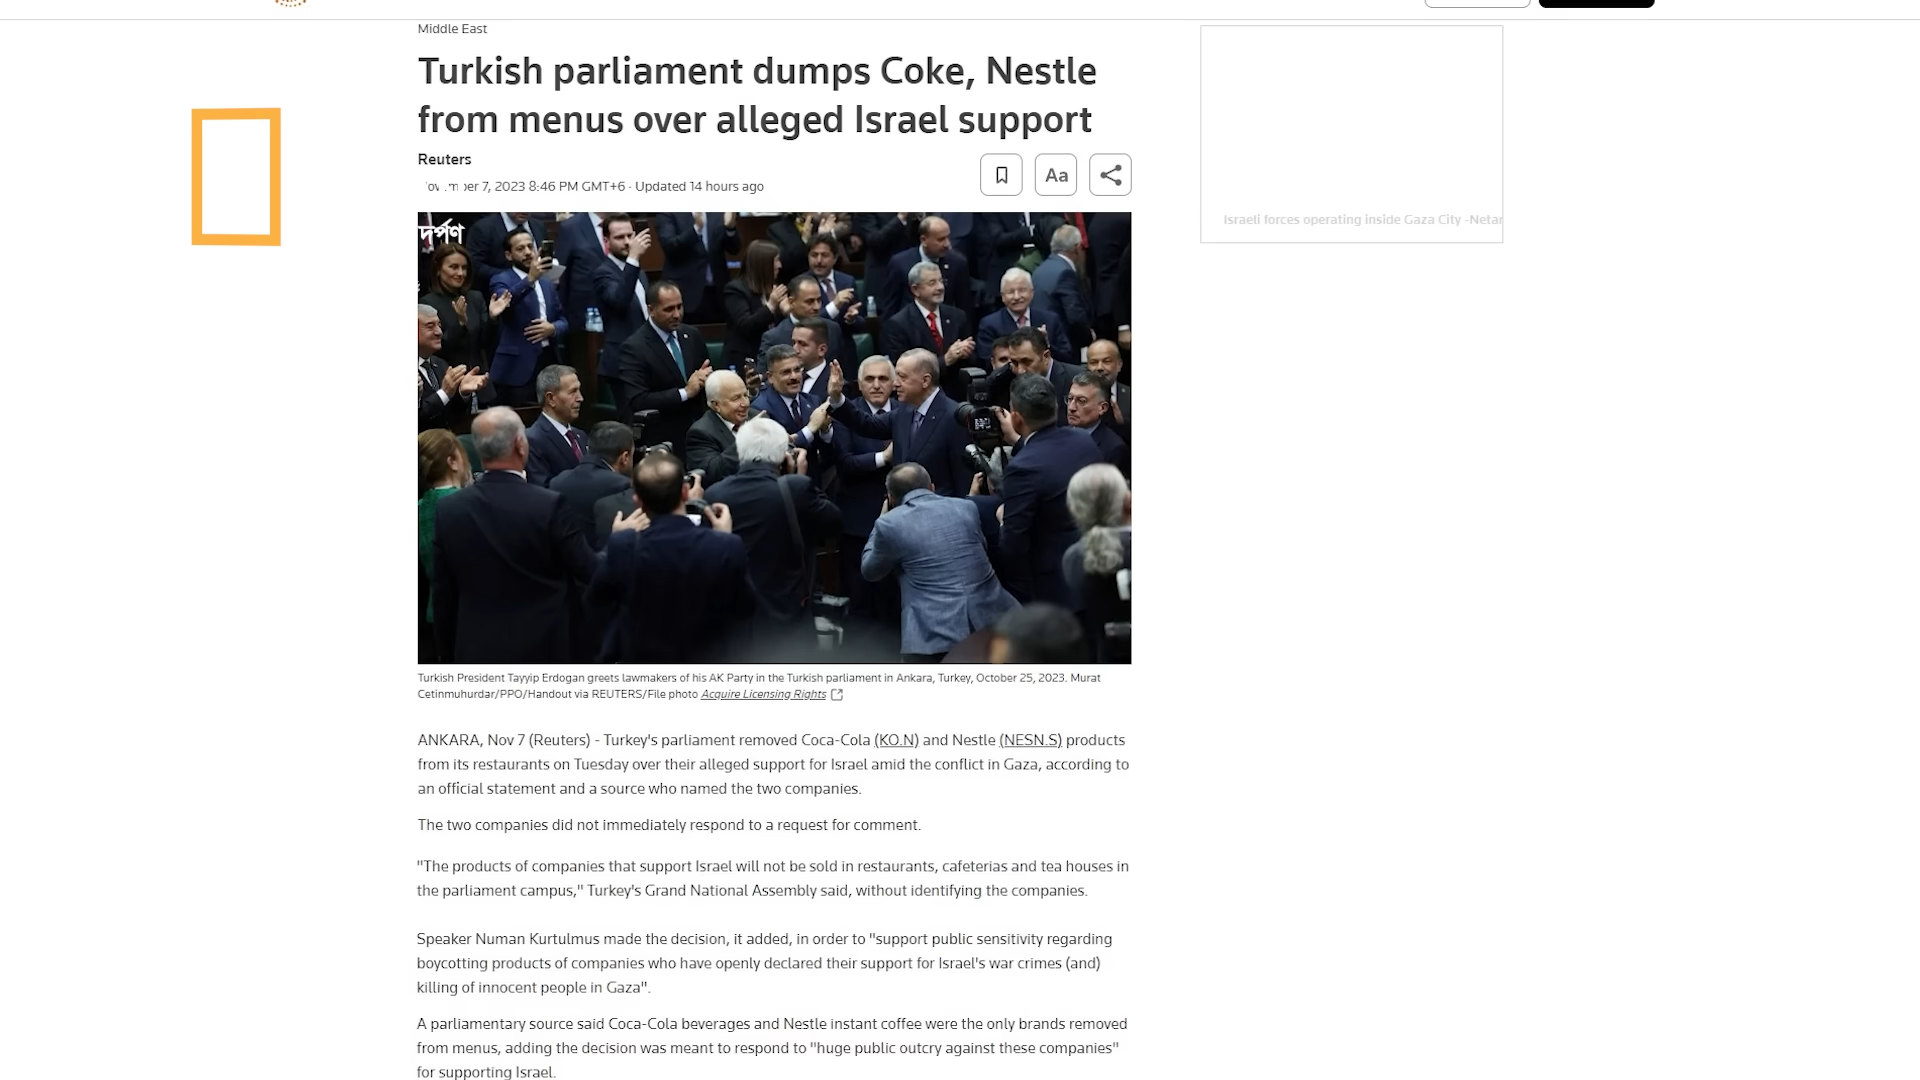 Middle East
Turkish parliament dumps Coke, Nestle
from menus over alleged Israel support
Reuters
7, 2023 8:46 PM GMT+6 · Updated 14 hours ago
Aa
Israeli forces operating inside Gaza City -Netan
দর্পণ
Turkish President Tayyip Erdogan greets lawmakers of his AK Party in the Turkish parliament in Ankara, Turkey, October 25, 2023. Murat
Cetinmuhurdar/PPO/Handout via REUTERS/File photo Acquire Licensing Rights
ANKARA, Nov 7 (Reuters) - Turkey's parliament removed Coca-Cola (KO.N) and Nestle (NESN.S) products
from its restaurants on Tuesday over their alleged support for Israel amid the conflict in Gaza, according to
an official statement and a source who named the two companies.
The two companies did not immediately respond to a request for comment.
"The products of companies that support Israel will not be sold in restaurants, cafeterias and tea houses in
the parliament campus," Turkey's Grand National Assembly said, without identifying the companies.
Speaker Numan Kurtulmus made the decision, it added, in order to "support public sensitivity regarding
boycotting products of companies who have openly declared their support for Israel's war crimes (and)
killing of innocent people in Gaza".
A parliamentary source said Coca-Cola beverages and Nestle instant coffee were the only brands removed
from menus, adding the decision was meant to respond to "huge public outcry against these companies"
for supporting Israel.